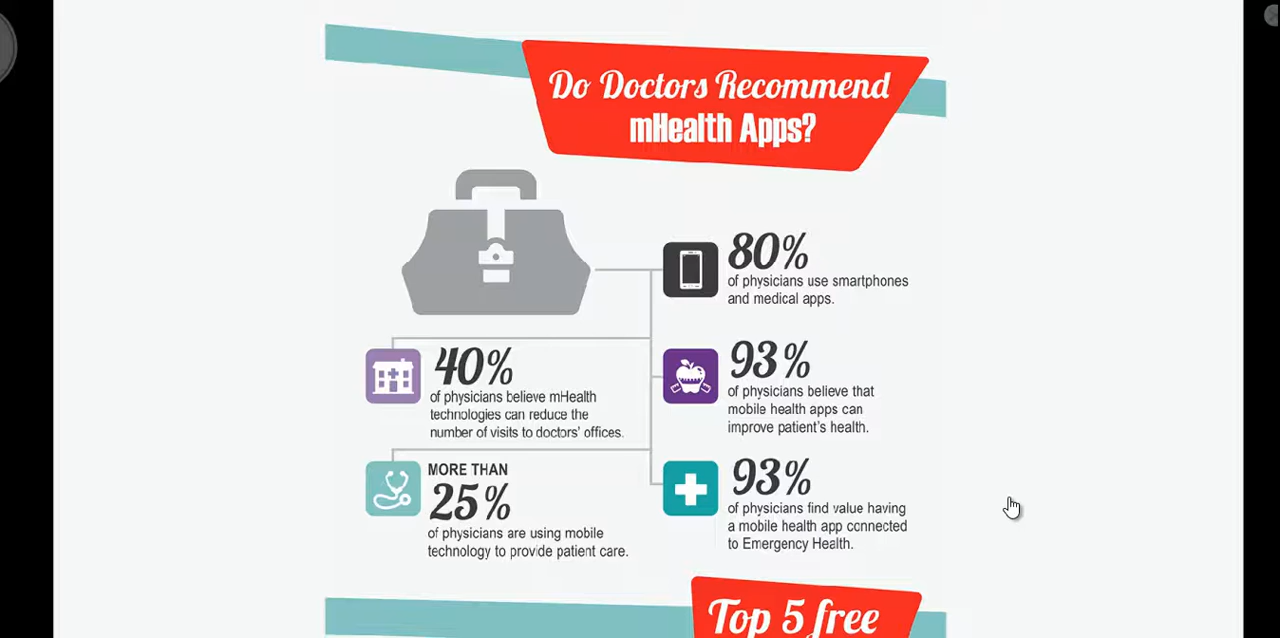 Do Doctors Recommend
mHealth Apps?
80%
of physicians use smartphones
and medical apps.
40%
of physicians believe mHealth
technologies can reduce the
number of visits to doctors' offices.
93%
of physicians believe that
mobile health apps can
improve patient's health.
MORE THAN
25%
of physicians are using mobile
technology to provide patient care.
93%
of physicians find value having
a mobile health app connected
to Emergency Health.
Top 5 free